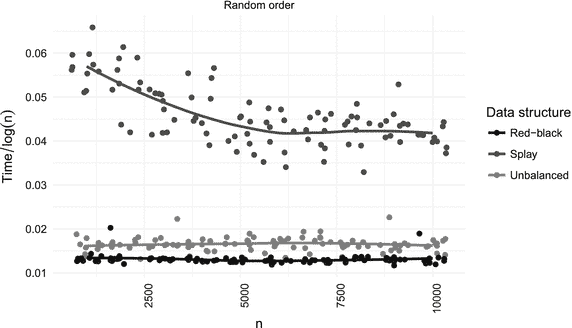 Random order
0.06
0.05
0.04
0.03
0.02
0.01
Time/log(n)
2500
5000
7500
10000
n
Data structure
Red−black
Splay
Unbalanced